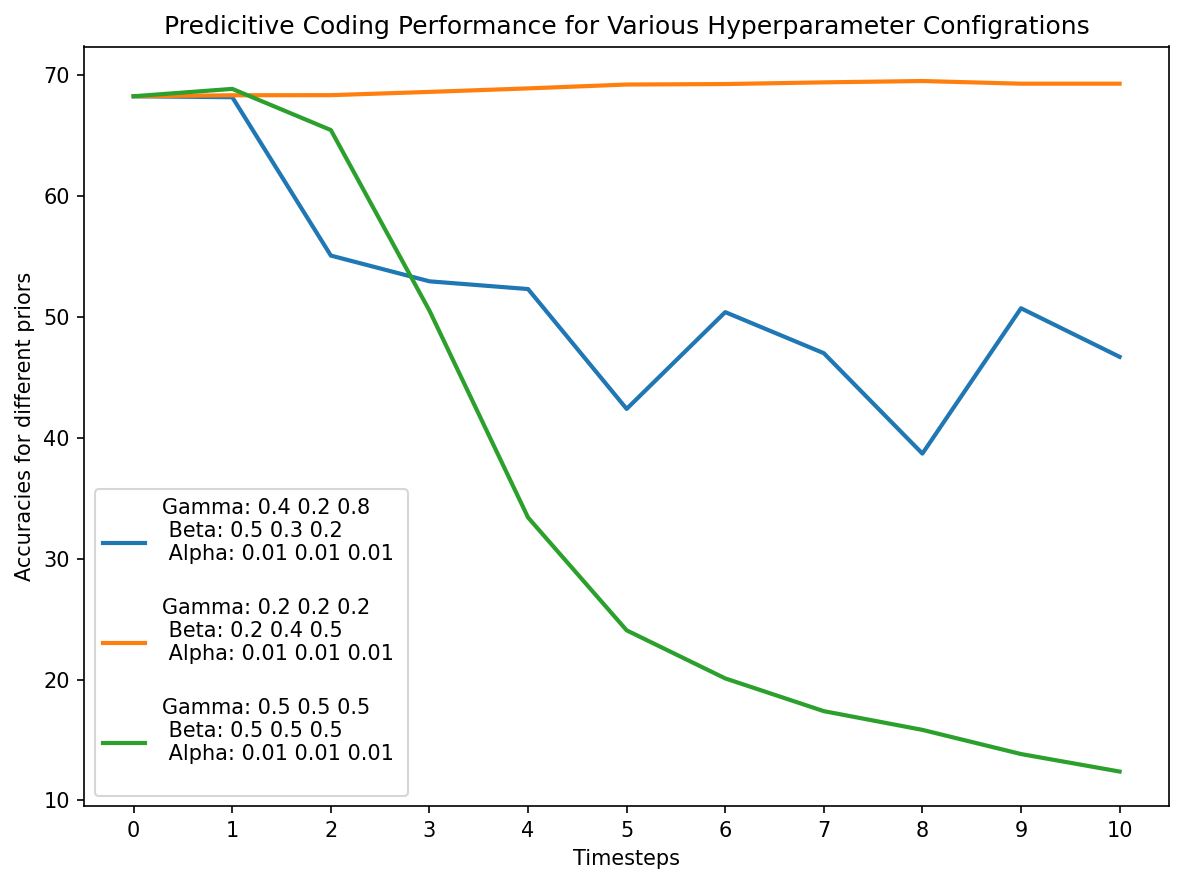 Predicitive Coding Performance for Various Hyperparameter Configrations
Accuracies for different priors
70
60
50
40
30
20
10
Gamma: 0.4 0.2 0.8
Beta: 0.5 0.3 0.2
Alpha: 0.01 0.01 0.01
Gamma: 0.2 0.2 0.2
Beta: 0.2 0.4 0.5
Alpha: 0.01 0.01 0.01
Gamma: 0.5 0.5 0.5
Beta: 0.5 0.5 0.5
Alpha: 0.01 0.01 0.01
0 1 2 3 4 5 6 7 8 9 10
Timesteps